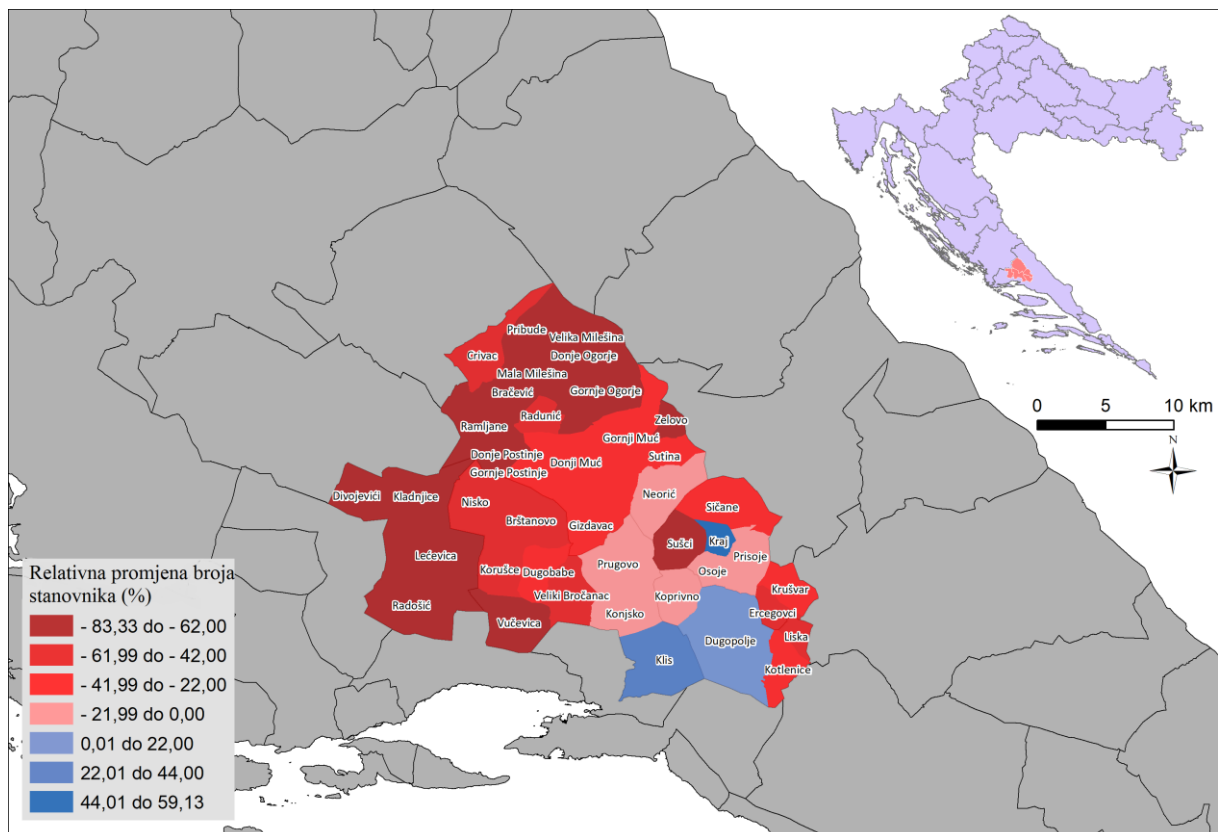 0 5 10 km
N
Pribude
Velika Milešina
Crivac
Donje Ogorje
Mala Milešina
Bračević
Gornje Ogorje
Radunić
Zelovo
Ramljane
Gornji Muć
Donje Postinje
Donji Muć
Sutina
Gornje Postinje
Divojevići
Kladnjice
Neorić
Nisko
Sičane
Brštanovo
Gizdavac
Sušci
Kraj
Lećevica
Prugovo
Prisoje
Korušce
Dugobabe
Osoje
Krušvar
Veliki Bročanac
Koprivno
Radošić
Konjsko
Ercegovci
Vučevica
Liska
Dugopolje
Klis
Kotlenice
Relativna promjena broja
stanovnika (%)
- 83,33 do - 62,00
- 61,99 do - 42,00
- 41,99 do - 22,00
- 21,99 do 0,00
0,01 do 22,00
22,01 do 44,00
44,01 do 59,13